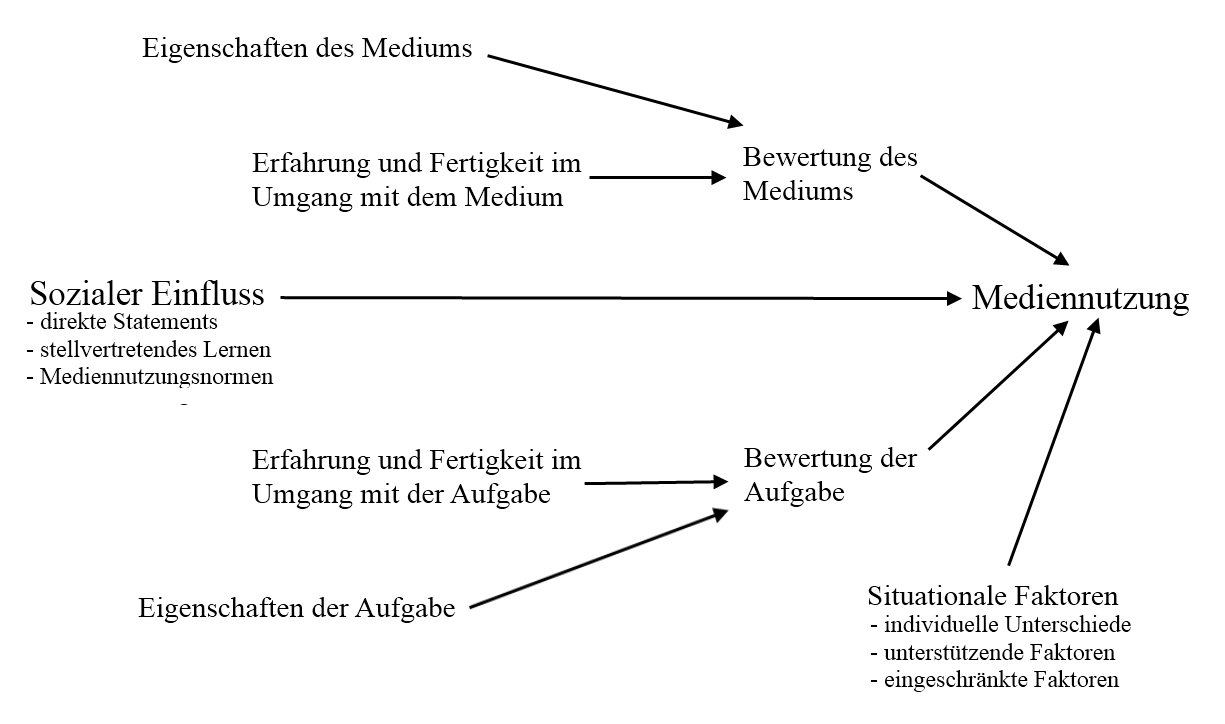 Eigenschaften des Mediums
Erfahrung und Fertigkeit im
Umgang mit dem Medium
Bewertung des
Mediums
Sozialer Einfluss
- direkte Statements
- stellvertretendes Lernen
- Mediennutzungsnormen
Mediennutzung
Erfahrung und Fertigkeit im
Umgang mit der Aufgabe
Bewertung der
Aufgabe
Eigenschaften der Aufgabe
Situationale Faktoren
- individuelle Unterschiede
- unterstützende Faktoren
- eingeschränkte Faktoren